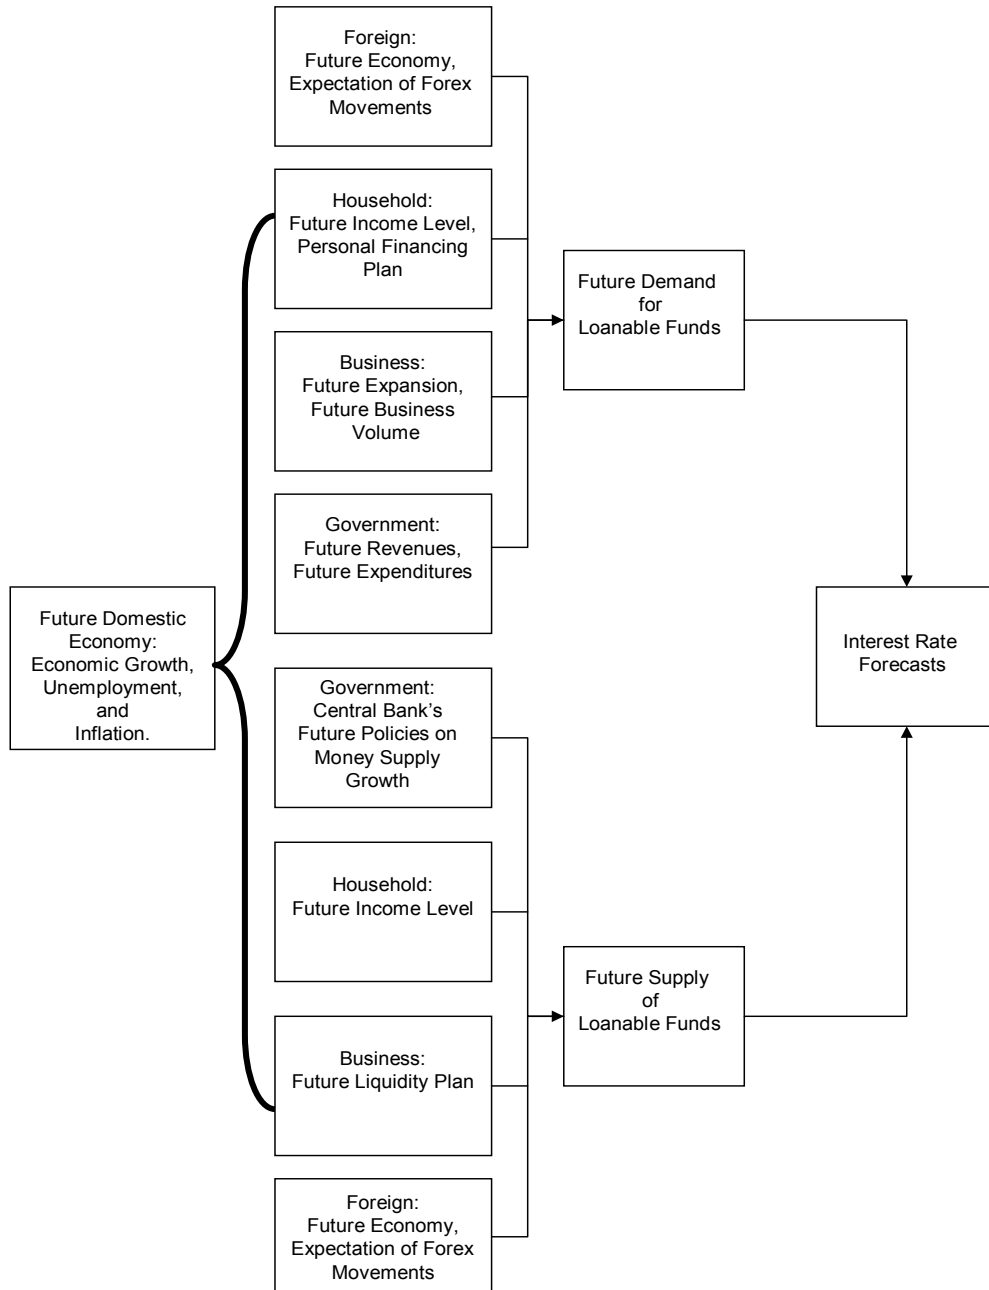 Foreign:
Future Economy,
Expectation of Forex
Movements
Household:
Future Income Level,
Personal Financing
Plan
Business:
Future Expansion,
Future Business
Volume
Government:
Future Revenues,
Future Expenditures
Future Domestic
Economy:
Economic Growth,
Unemployment,
and
Inflation.
Government:
Central Bank’s
Future Policies on
Money Supply
Growth
Household:
Future Income Level
Business:
Future Liquidity Plan
Foreign:
Future Economy,
Expectation of Forex
Movements
Future Demand
for
Loanable Funds
Future Supply
of
Loanable Funds
Interest Rate
Forecasts